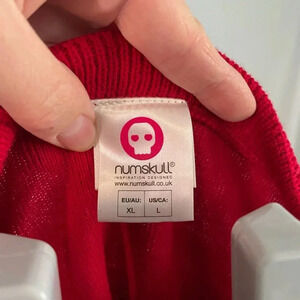 numskull®
INSPIRATION DESIGNED
www.numskull.co.uk
EU/AU: US/CA:
XL L